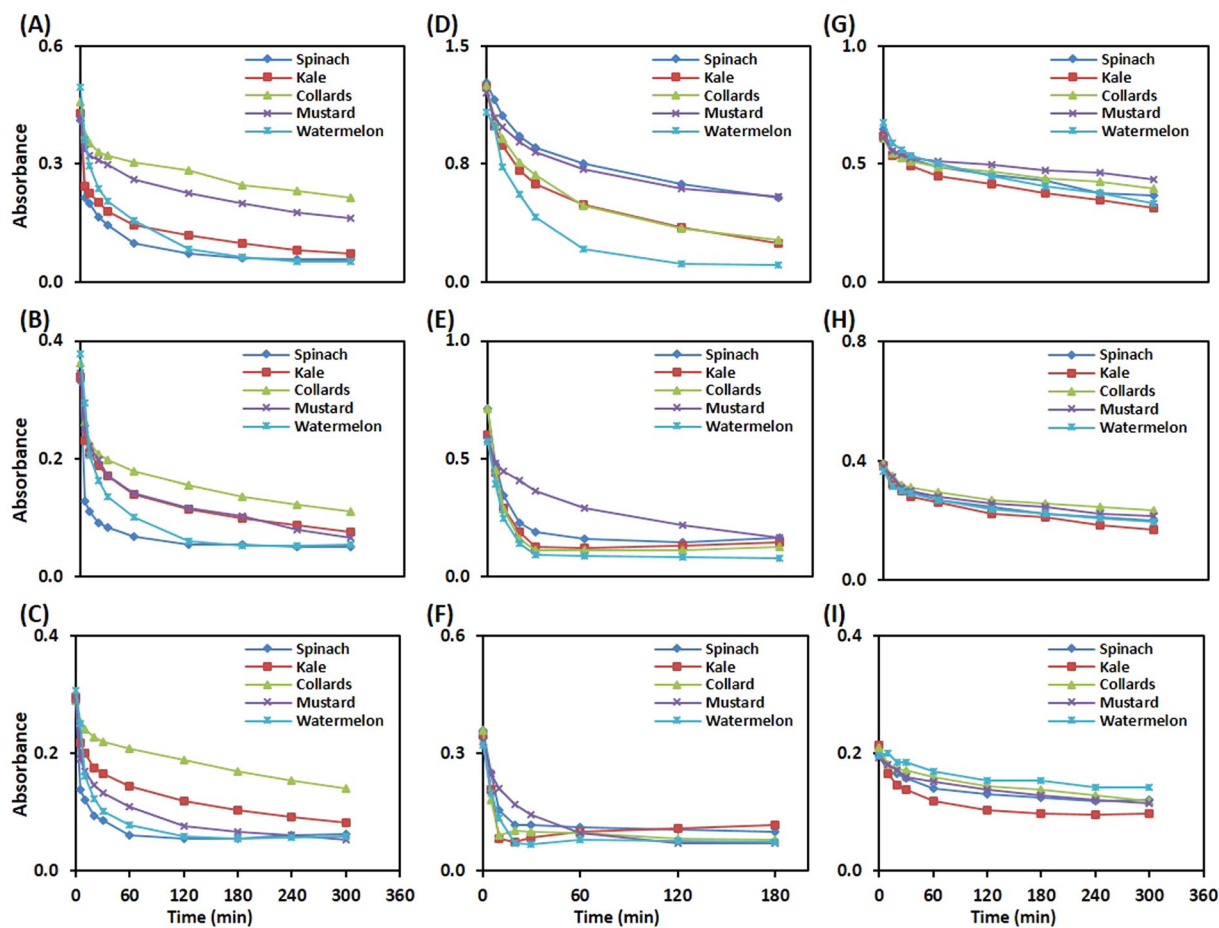 (A)
0.6
0.3
0.0
Absorbance
Spinach
Kale
Collards
Mustard
Watermelon
(D)
1.5
0.8
0.0
Spinach
Kale
Collards
Mustard
Watermelon
(G)
1.0
0.5
0.0
Spinach
Kale
Collards
Mustard
Watermelon
(B)
0.4
0.2
0.0
Absorbance
Spinach
Kale
Collards
Mustard
Watermelon
(E)
1.0
0.5
0.0
Spinach
Kale
Collards
Mustard
Watermelon
(H)
0.8
0.4
0.0
Spinach
Kale
Collards
Mustard
Watermelon
(C)
0.4
0.2
0.0
Absorbance
Spinach
Kale
Collards
Mustard
Watermelon
0 60 120 180 240 300 360
Time (min)
(F)
0.6
0.3
0.0
Spinach
Kale
Collard
Mustard
Watermelon
0 60 120 180
Time (min)
(I)
0.4
0.2
0.0
Spinach
Kale
Collards
Mustard
Watermelon
0 60 120 180 240 300 360
Time (min)